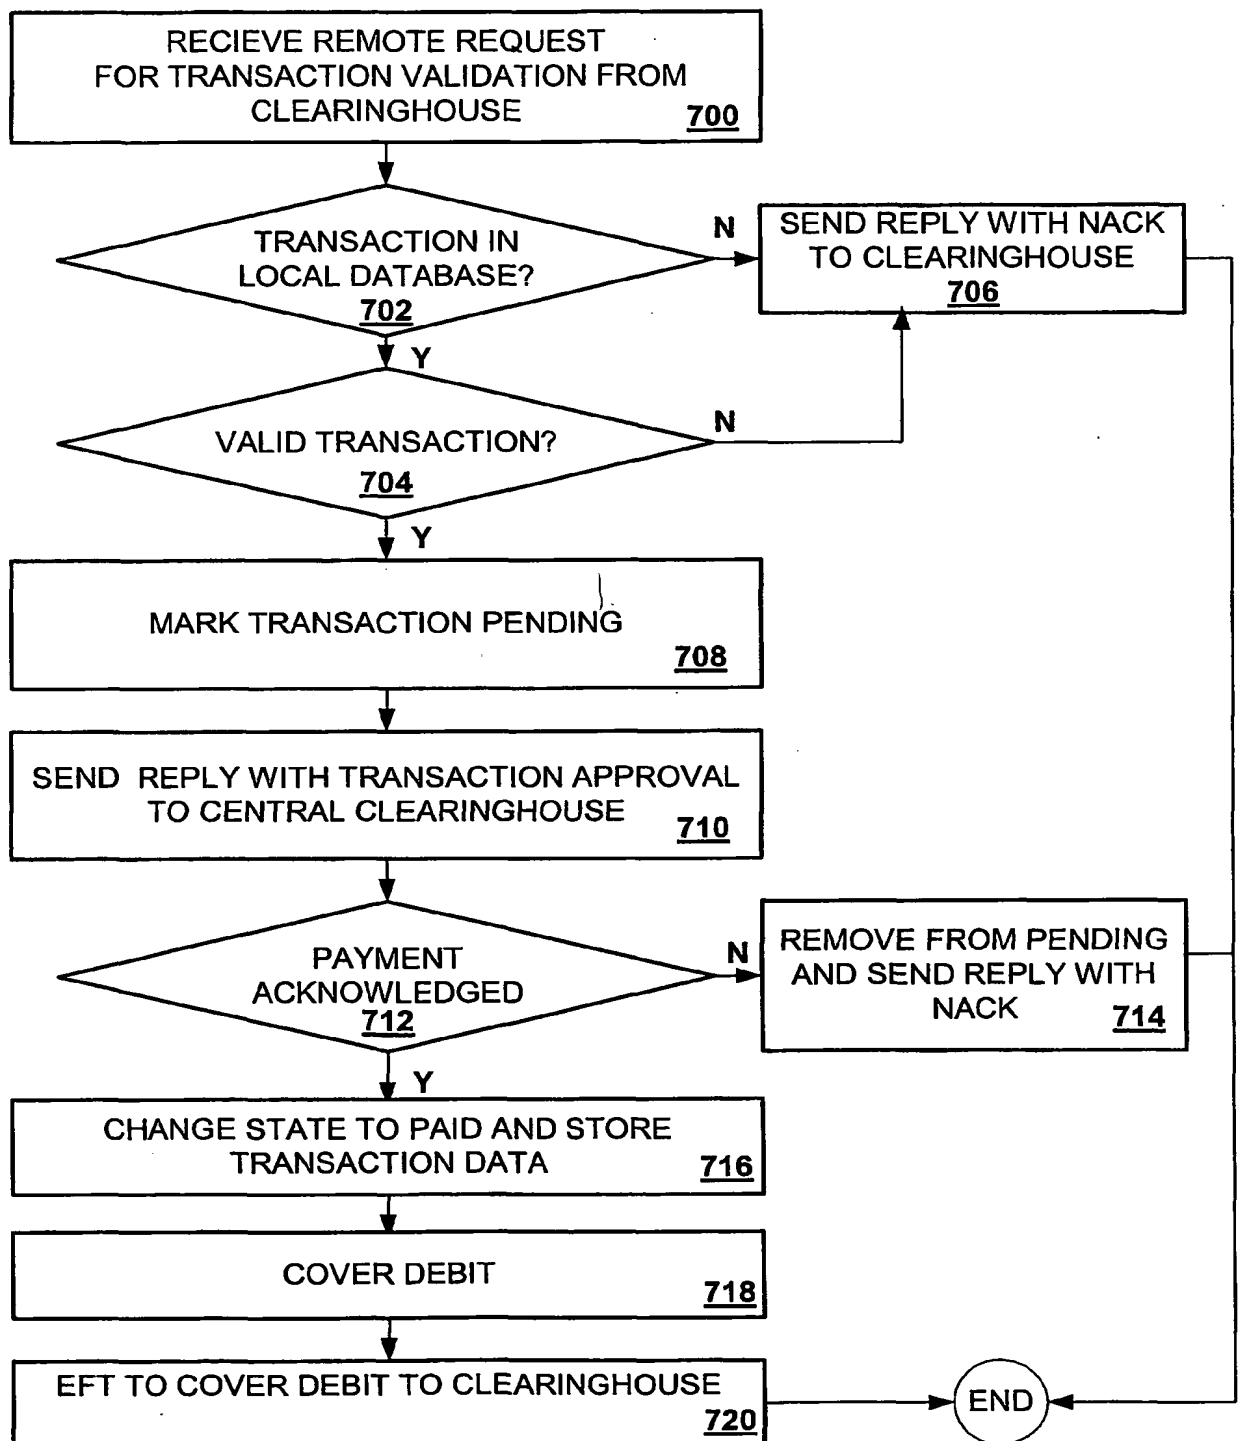 RECIEVE REMOTE REQUEST
FOR TRANSACTION VALIDATION FROM
CLEARINGHOUSE
700
TRANSACTION IN
LOCAL DATABASE?
702
N
SEND REPLY WITH NACK
TO CLEARINGHOUSE
706
Y
VALID TRANSACTION?
704
N
Y
MARK TRANSACTION PENDING
708
SEND REPLY WITH TRANSACTION APPROVAL
TO CENTRAL CLEARINGHOUSE
710
PAYMENT
ACKNOWLEDGED
712
N
REMOVE FROM PENDING
AND SEND REPLY WITH
NACK
714
Y
CHANGE STATE TO PAID AND STORE
TRANSACTION DATA
716
COVER DEBIT
718
EFT TO COVER DEBIT TO CLEARINGHOUSE
720
END